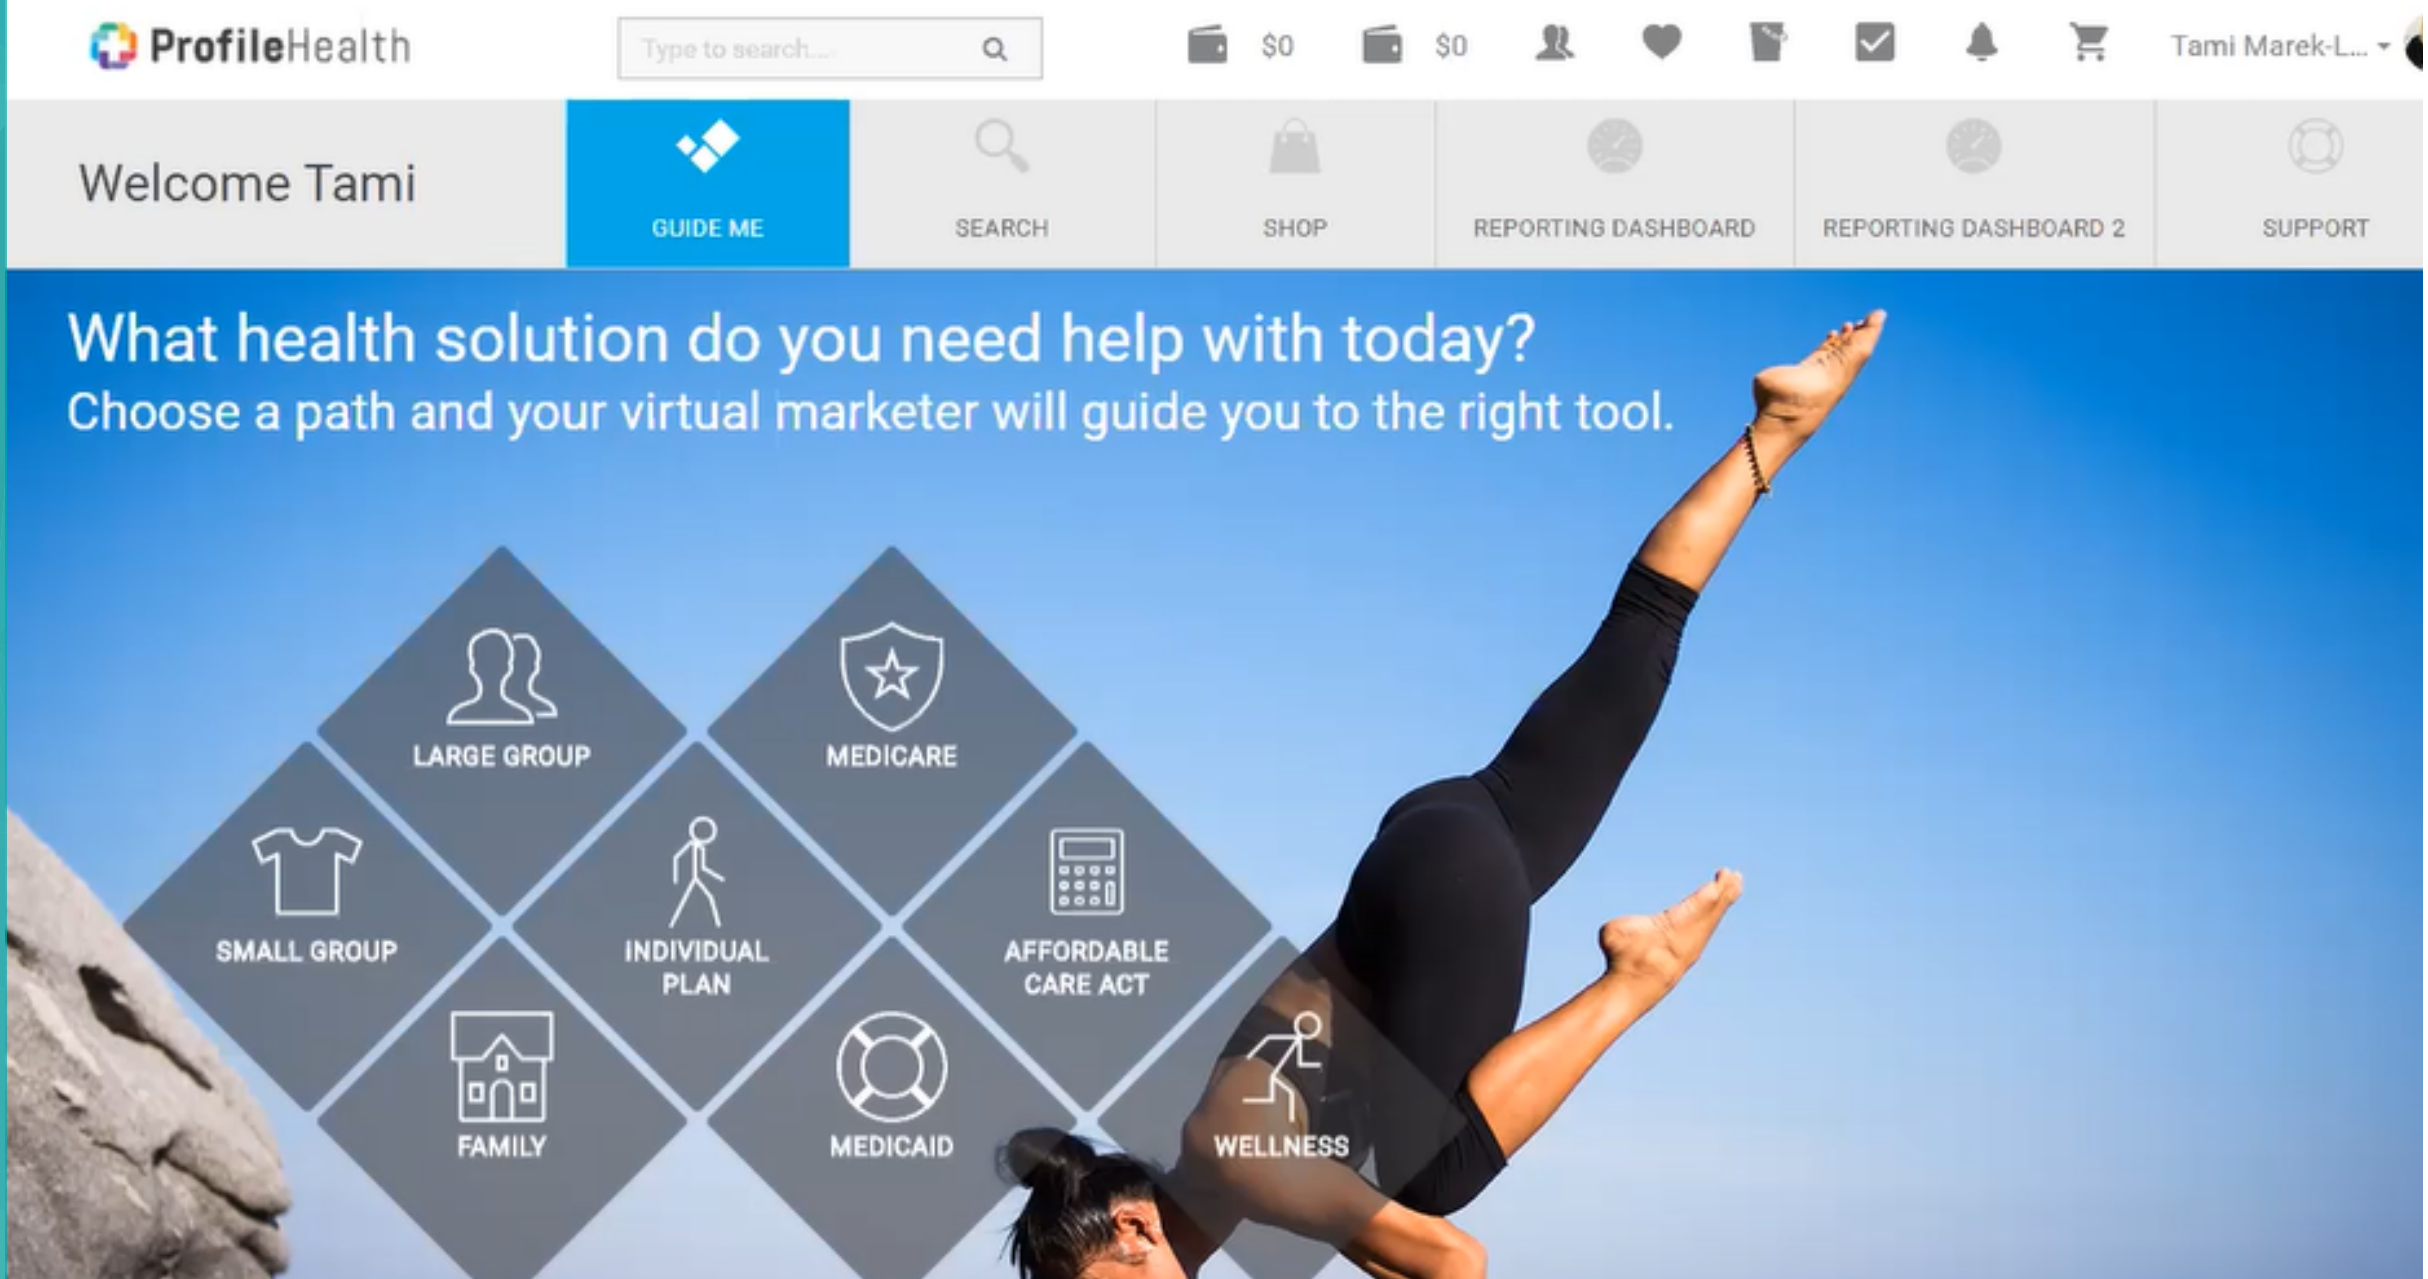 ProfileHealth
Type to search....
$0
$0
Tami Marek-L...
Welcome Tami
GUIDE ME
SEARCH
SHOP
REPORTING DASHBOARD
REPORTING DASHBOARD 2
SUPPORT
What health solution do you need help with today?
Choose a path and your virtual marketer will guide you to the right tool.
LARGE GROUP
MEDICARE
SMALL GROUP
INDIVIDUAL
PLAN
AFFORDABLE
CARE ACT
FAMILY
MEDICAID
WELLNESS